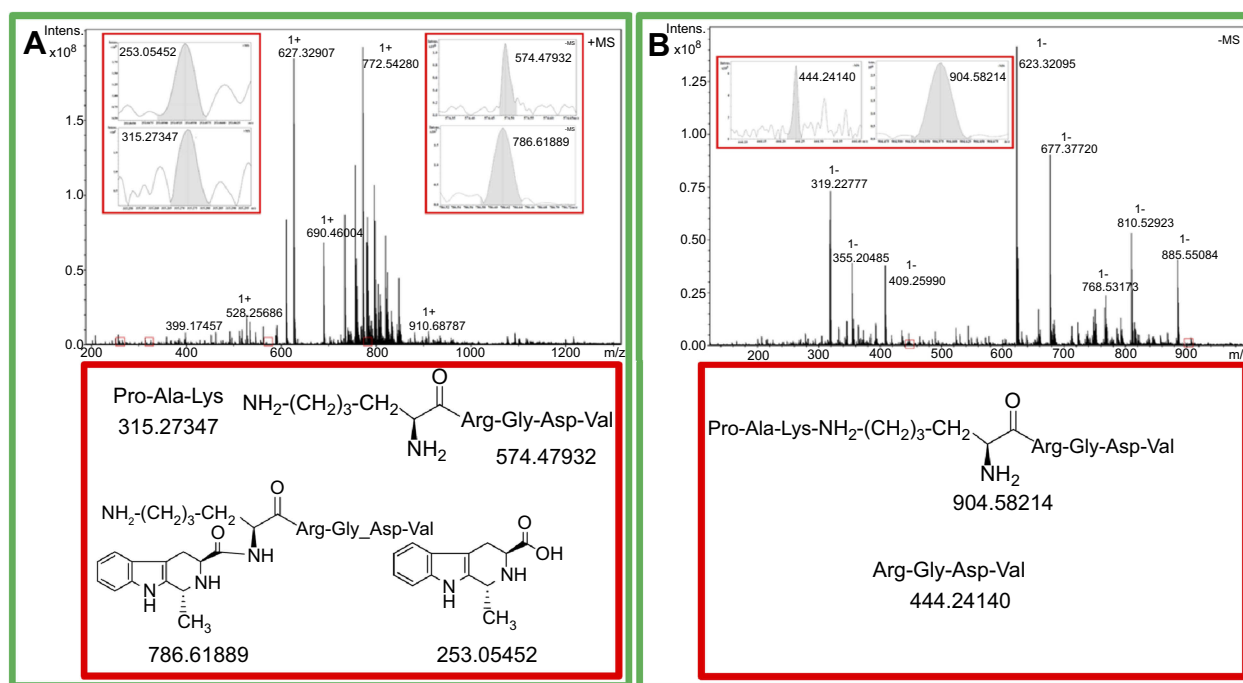 A
Intens.
x10⁸
+MS
253.05452
315.27347
1+
627.32907
1+
772.54280
-MS
574.47932
-MS
786.61889
1.5
1.0
0.5
0.0
1+
690.46004
1+
528.25686
399.17457
1+
910.68787
200 400 600 800 1000 1200 m/z
Pro-Ala-Lys
315.27347
NH₂-(CH₂)₃-CH₂
O
Arg-Gly-Asp-Val
NH₂
574.47932
NH₂-(CH₂)₃-CH₂
O
Arg-Gly_Asp-Val
O
NH
NH
N
H
CH₃
786.61889
O
OH
NH
N
H
CH₃
253.05452
B
Intens.
x10⁸
-MS
444.24140
904.58214
1-
623.32095
1-
677.37720
1-
319.22777
1-
355.20485
1-
409.25990
1-
810.52923
1-
768.53173
1-
885.55084
1.25
1.00
0.75
0.50
0.25
0.00
200 300 400 500 600 700 800 900 m/
Pro-Ala-Lys-NH₂-(CH₂)₃-CH₂
O
Arg-Gly-Asp-Val
NH₂
904.58214
Arg-Gly-Asp-Val
444.24140